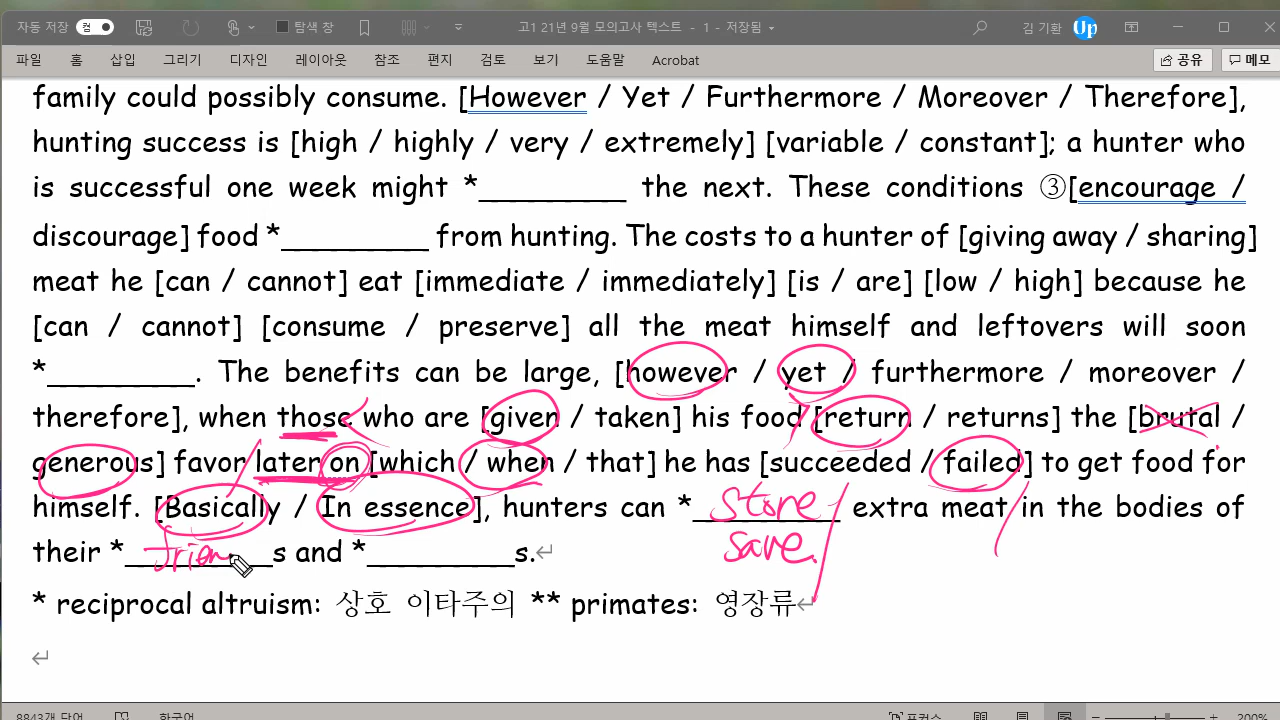 자동 저장 컴 탐색 창 고1 21년 9월 모의고사 텍스트 - 1 - 저장됨 김 기환 Up
파일 홈 삽입 그리기 디자인 레이아웃 참조 편지 검토 보기 도움말 Acrobat 공유 메모
family could possibly consume. [However / Yet / Furthermore / Moreover / Therefore],
hunting success is [high / highly / very / extremely] [variable / constant]; a hunter who
is successful one week might *_________ the next. These conditions ③[encourage /
discourage] food *_________ from hunting. The costs to a hunter of [giving away / sharing]
meat he [can / cannot] eat [immediate / immediately] [is / are] [low / high] because he
[can / cannot] [consume / preserve] all the meat himself and leftovers will soon
*_________. The benefits can be large, [however / yet / furthermore / moreover /
therefore], when those who are [given / taken] his food [return / returns] the [brutal /
generous] favor later on [which / when / that] he has [succeeded / failed] to get food for
himself. [Basically / In essence], hunters can *store extra meat in the bodies of
save.
their *frien s and *_________s.
* reciprocal altruism: 상호 이타주의 ** primates: 영장류
8843개 단어 한국어 포커스 200%